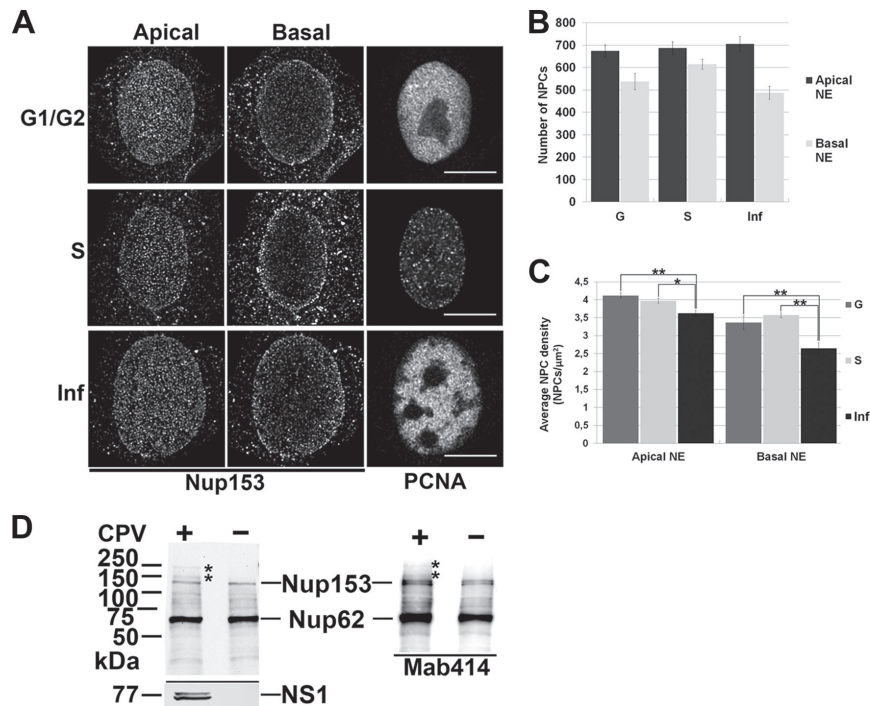 A
Apical Basal
G1/G2
S
Inf
Nup153 PCNA
B
Number of NPCs
800
700
600
500
400
300
200
100
0
G S Inf
Apical NE
Basal NE
C
Average NPC density (NPCs/µm²)
4,5
4
3,5
3
2,5
2
1,5
1
0,5
0
** * ** **
Apical NE Basal NE
G
S
Inf
D
CPV + − + −
250
150
100
75
50
kDa
* *
* *
Nup153
Nup62
Mab414
77 NS1